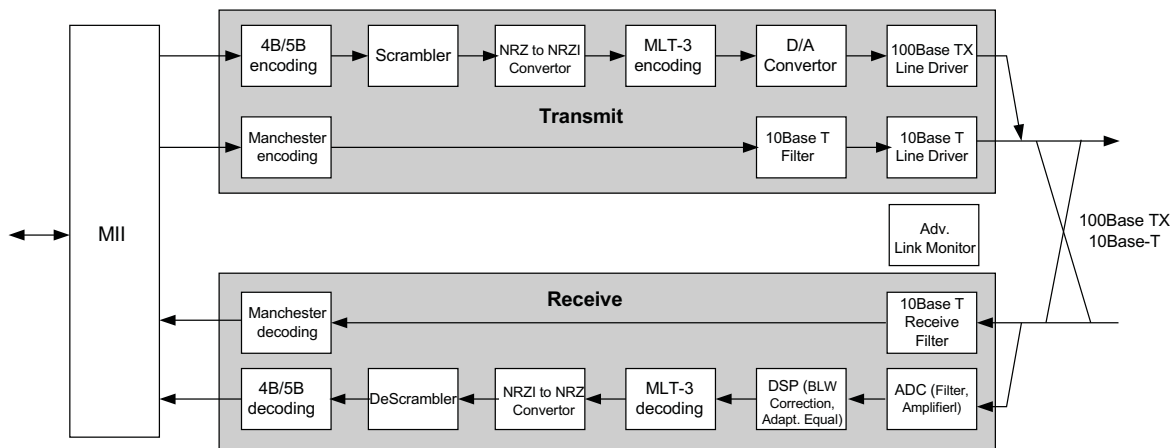 4B/5B
encoding
Scrambler
NRZ to NRZI
Convertor
MLT-3
encoding
D/A
Convertor
100Base TX
Line Driver
Transmit
Manchester
encoding
10Base T
Filter
10Base T
Line Driver
MII
Adv.
Link Monitor
100Base TX
10Base-T
Receive
Manchester
decoding
10Base T
Receive
Filter
4B/5B
decoding
DeScrambler
NRZI to NRZ
Convertor
MLT-3
decoding
DSP (BLW
Correction,
Adapt. Equal)
ADC (Filter,
Amplifierl)